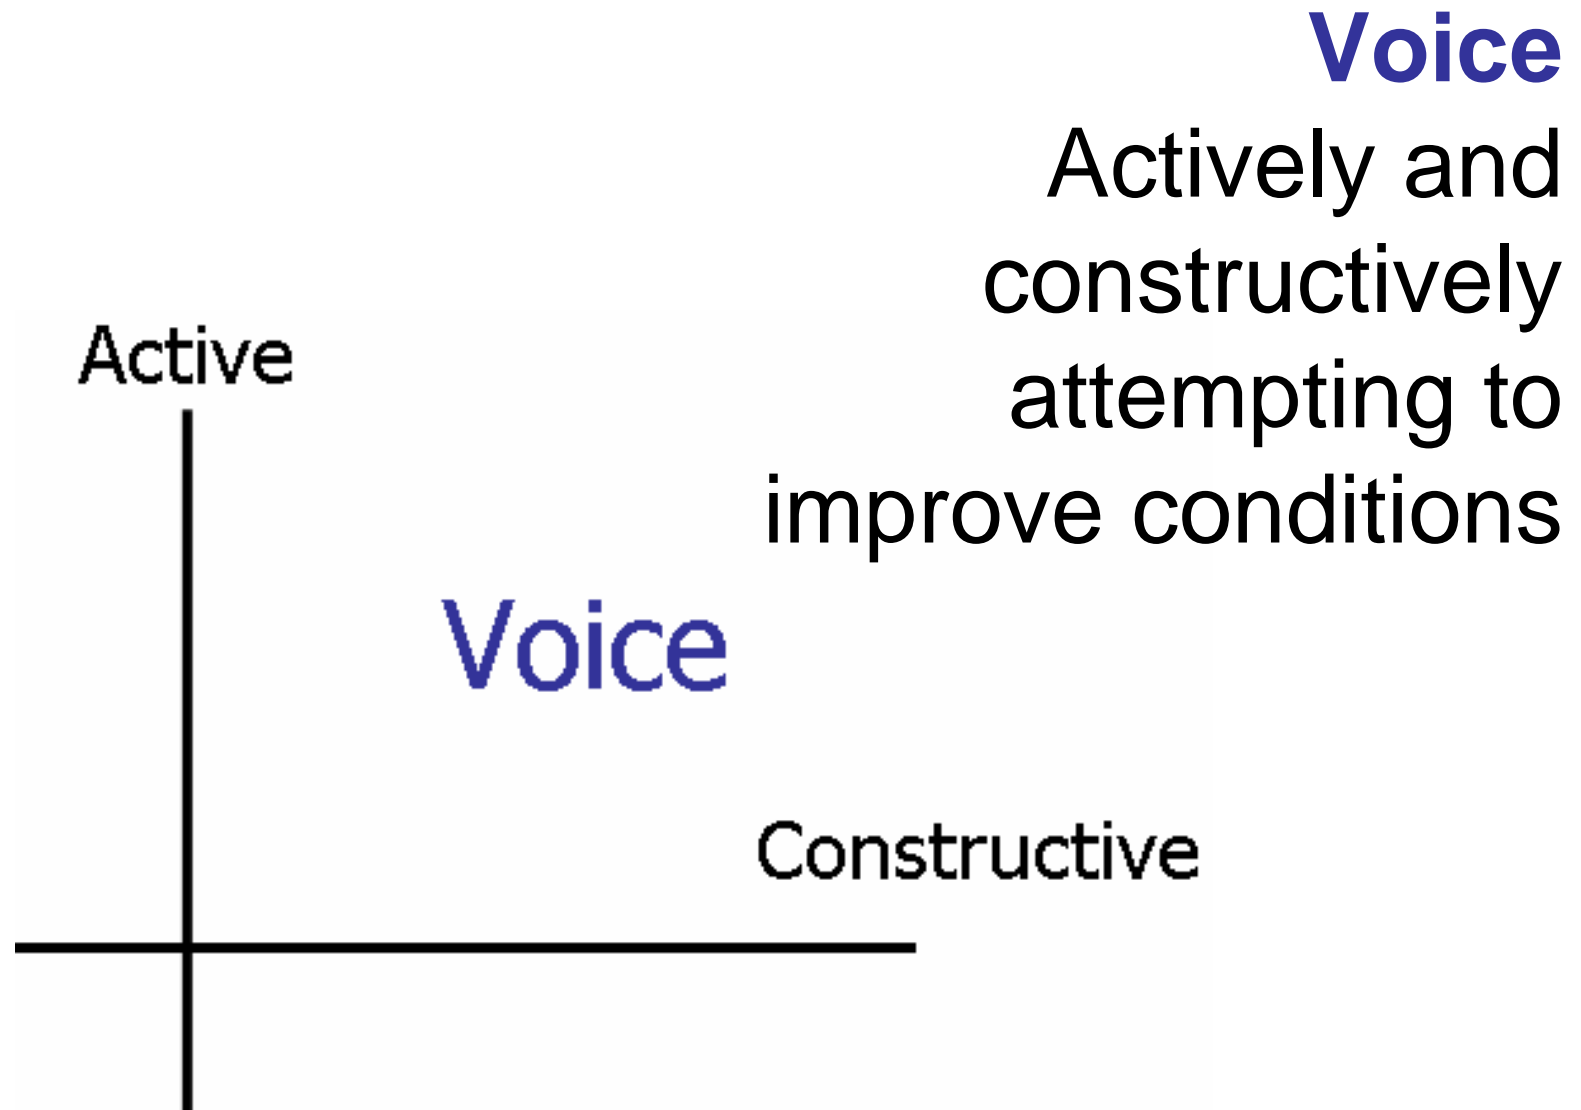 Voice
Actively and
constructively
attempting to
improve conditions
Active
Voice
Constructive